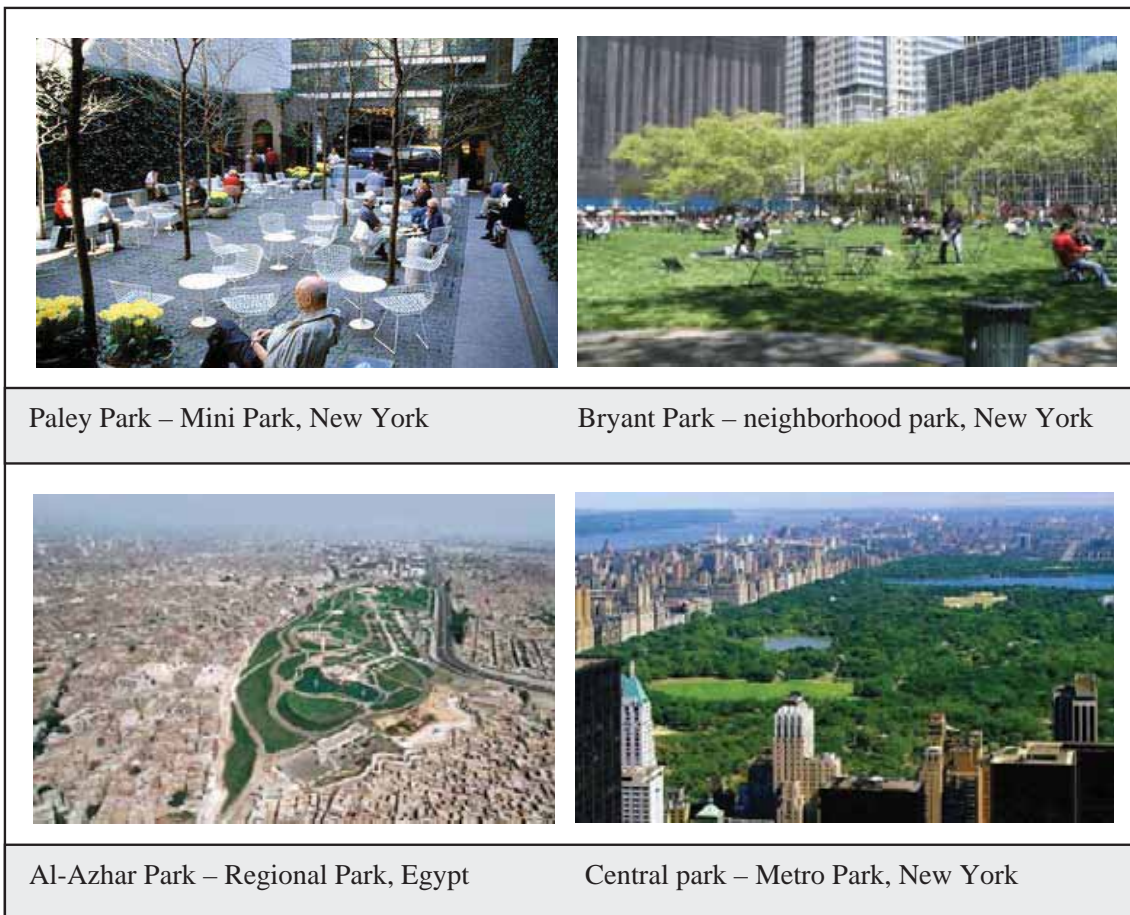 Paley Park – Mini Park, New York
Bryant Park – neighborhood park, New York
Al-Azhar Park – Regional Park, Egypt
Central park – Metro Park, New York